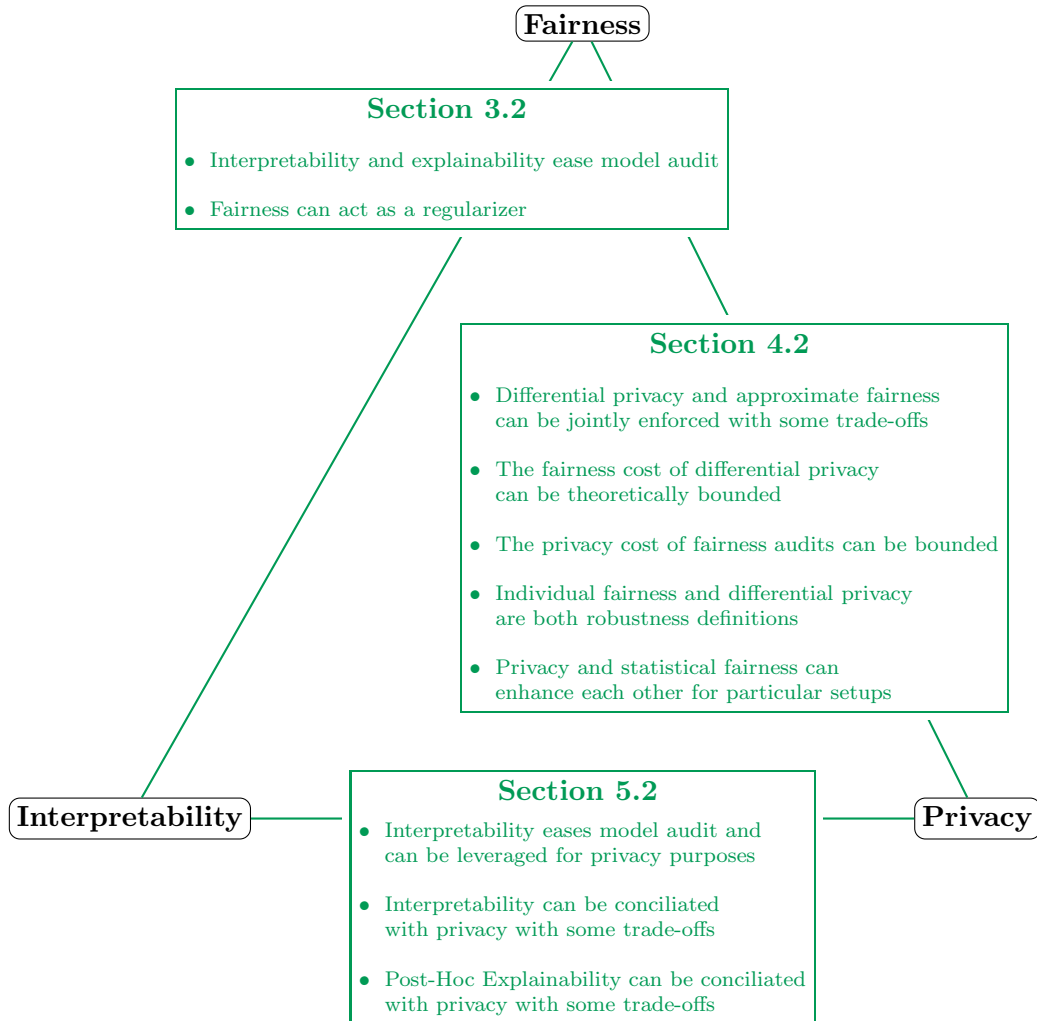 Fairness
Section 3.2
• Interpretability and explainability ease model audit
• Fairness can act as a regularizer
Section 4.2
• Differential privacy and approximate fairness
can be jointly enforced with some trade-offs
• The fairness cost of differential privacy
can be theoretically bounded
• The privacy cost of fairness audits can be bounded
• Individual fairness and differential privacy
are both robustness definitions
• Privacy and statistical fairness can
enhance each other for particular setups
Interpretability
Section 5.2
• Interpretability eases model audit and
can be leveraged for privacy purposes
• Interpretability can be conciliated
with privacy with some trade-offs
• Post-Hoc Explainability can be conciliated
with privacy with some trade-offs
Privacy